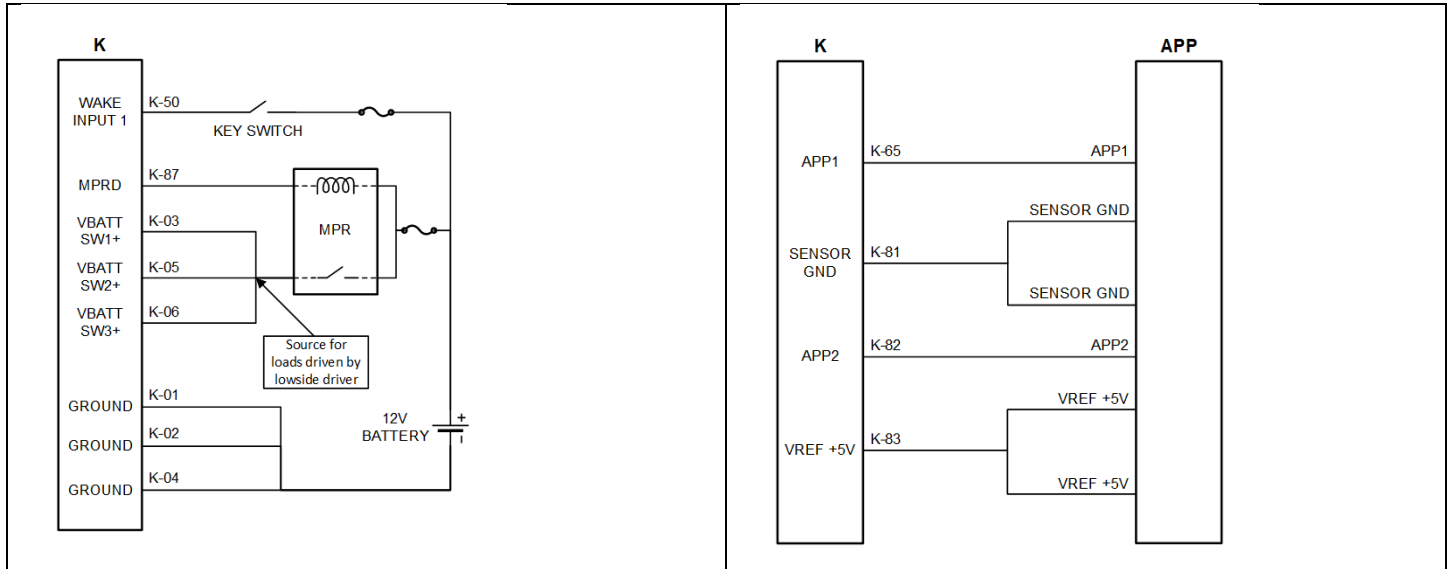 K
WAKE
INPUT 1
K-50
KEY SWITCH
MPRD
K-87
MPR
VBATT
SW1+
K-03
VBATT
SW2+
K-05
VBATT
SW3+
K-06
Source for
loads driven by
lowside driver
GROUND
K-01
GROUND
K-02
GROUND
K-04
12V
BATTERY
+
-
K
APP
APP1
K-65
APP1
SENSOR GND
SENSOR
GND
K-81
SENSOR GND
APP2
K-82
APP2
VREF +5V
VREF +5V
K-83
VREF +5V